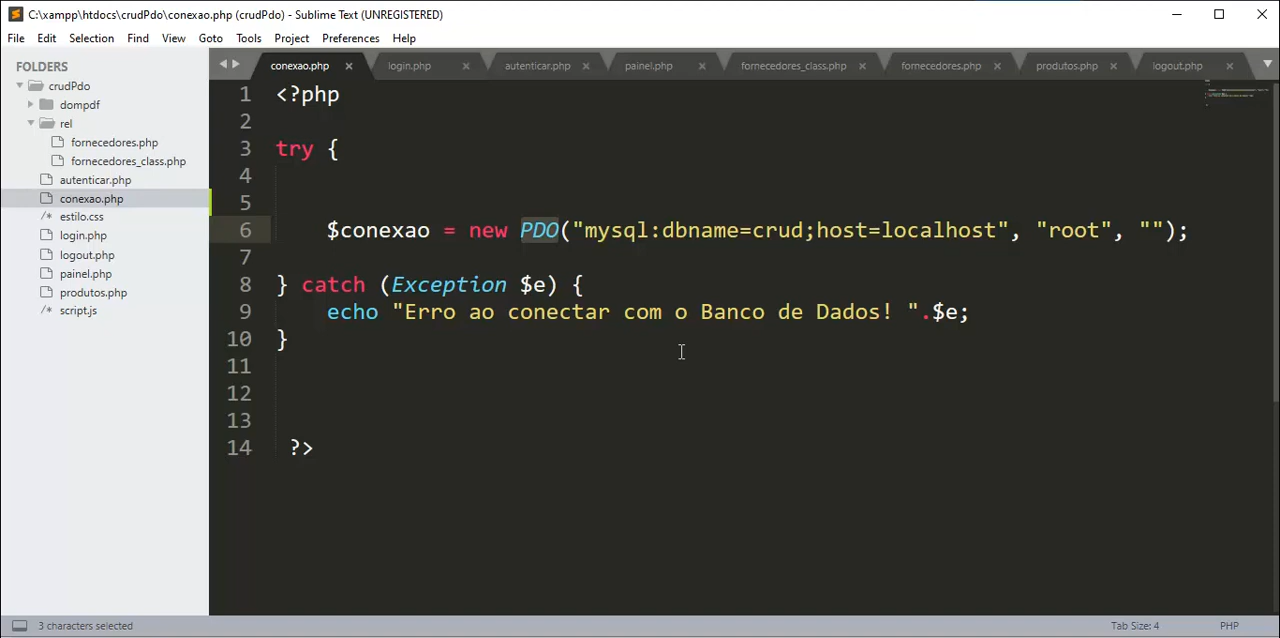 C:\xampp\htdocs\crudPdo\conexao.php (crudPdo) - Sublime Text (UNREGISTERED)
File Edit Selection Find View Goto Tools Project Preferences Help
FOLDERS
crudPdo
dompdf
rel
fornecedores.php
fornecedores_class.php
autenticar.php
conexao.php
/* estilo.css
login.php
logout.php
painel.php
produtos.php
/* script.js
conexao.php × login.php × autenticar.php × painel.php × fornecedores_class.php × fornecedores.php × produtos.php × logout.php ×
1 <?php
2
3 try {
4
5
6 $conexao = new PDO("mysql:dbname=crud;host=localhost", "root", "");
7
8 } catch (Exception $e) {
9 echo "Erro ao conectar com o Banco de Dados! ".$e;
10 }
11
12
13
14 ?>
3 characters selected
Tab Size: 4
PHP